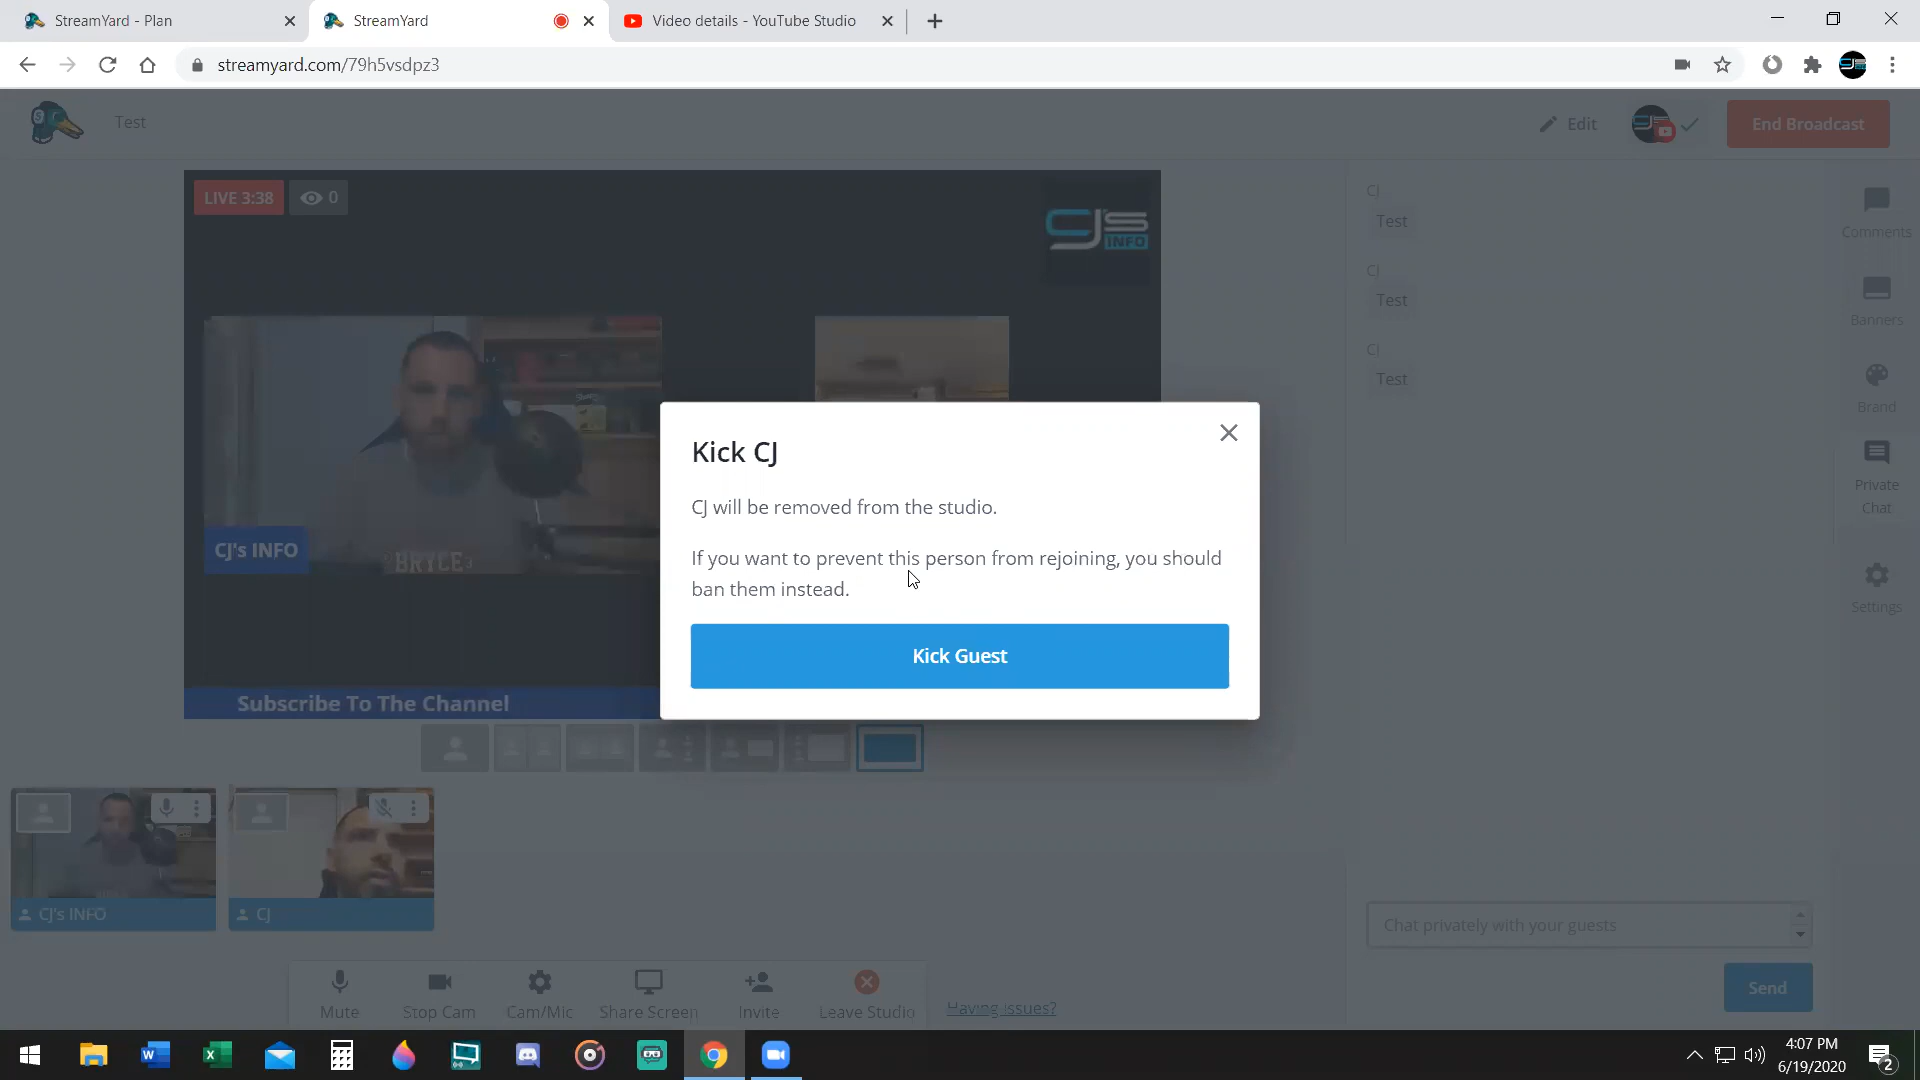 StreamYard - Plan
StreamYard
Video details - YouTube Studio
streamyard.com/79h5vsdpz3
Test
Edit
End Broadcast
LIVE 3:38
0
CJ'S
INFO
CJ
Test
CJ
Test
CJ
Test
Comments
Banners
Brand
Private
Chat
Settings
Kick CJ
CJ will be removed from the studio.
If you want to prevent this person from rejoining, you should
ban them instead.
Kick Guest
CJ's INFO
Subscribe To The Channel
CJ's INFO
CJ
Chat privately with your guests
Send
Mute
Stop Cam
Cam/Mic
Share Screen
Invite
Leave Studio
Having issues?
4:07 PM
6/19/2020
2